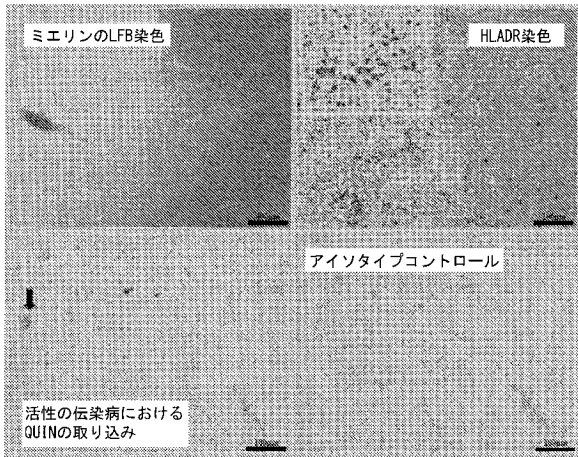 ミエリンのLFB染色
HLADR染色
アイソタイプコントロール
活性の伝染病における
QUINの取り込み